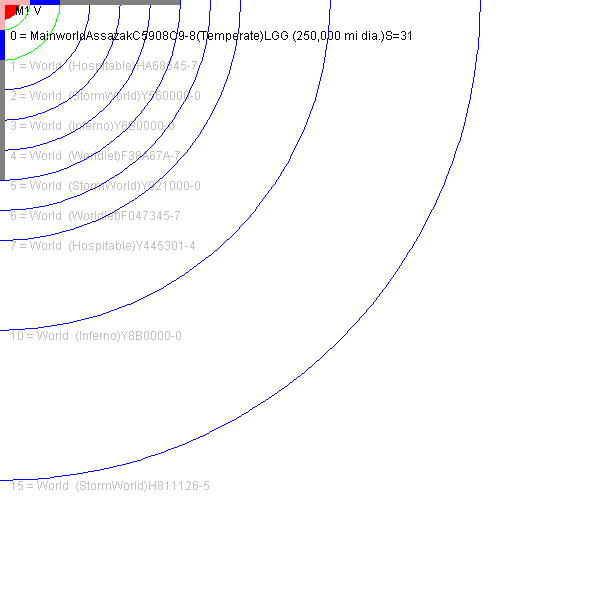 M1 V
0 = MainworldAssazakC5908C9-8(Temperate)LGG (250,000 mi dia.)S=31
1 = World (Hospitable)HA68345-7
2 = World (StormWorld)Y560000-0
3 = World (Inferno)Y6B0000-0
4 = World (Worldlet)F38A67A-7
5 = World (StormWorld)Y921000-0
6 = World (Worldlet)F047345-7
7 = World (Hospitable)Y445301-4
10 = World (Inferno)Y8B0000-0
15 = World (StormWorld)H811126-5